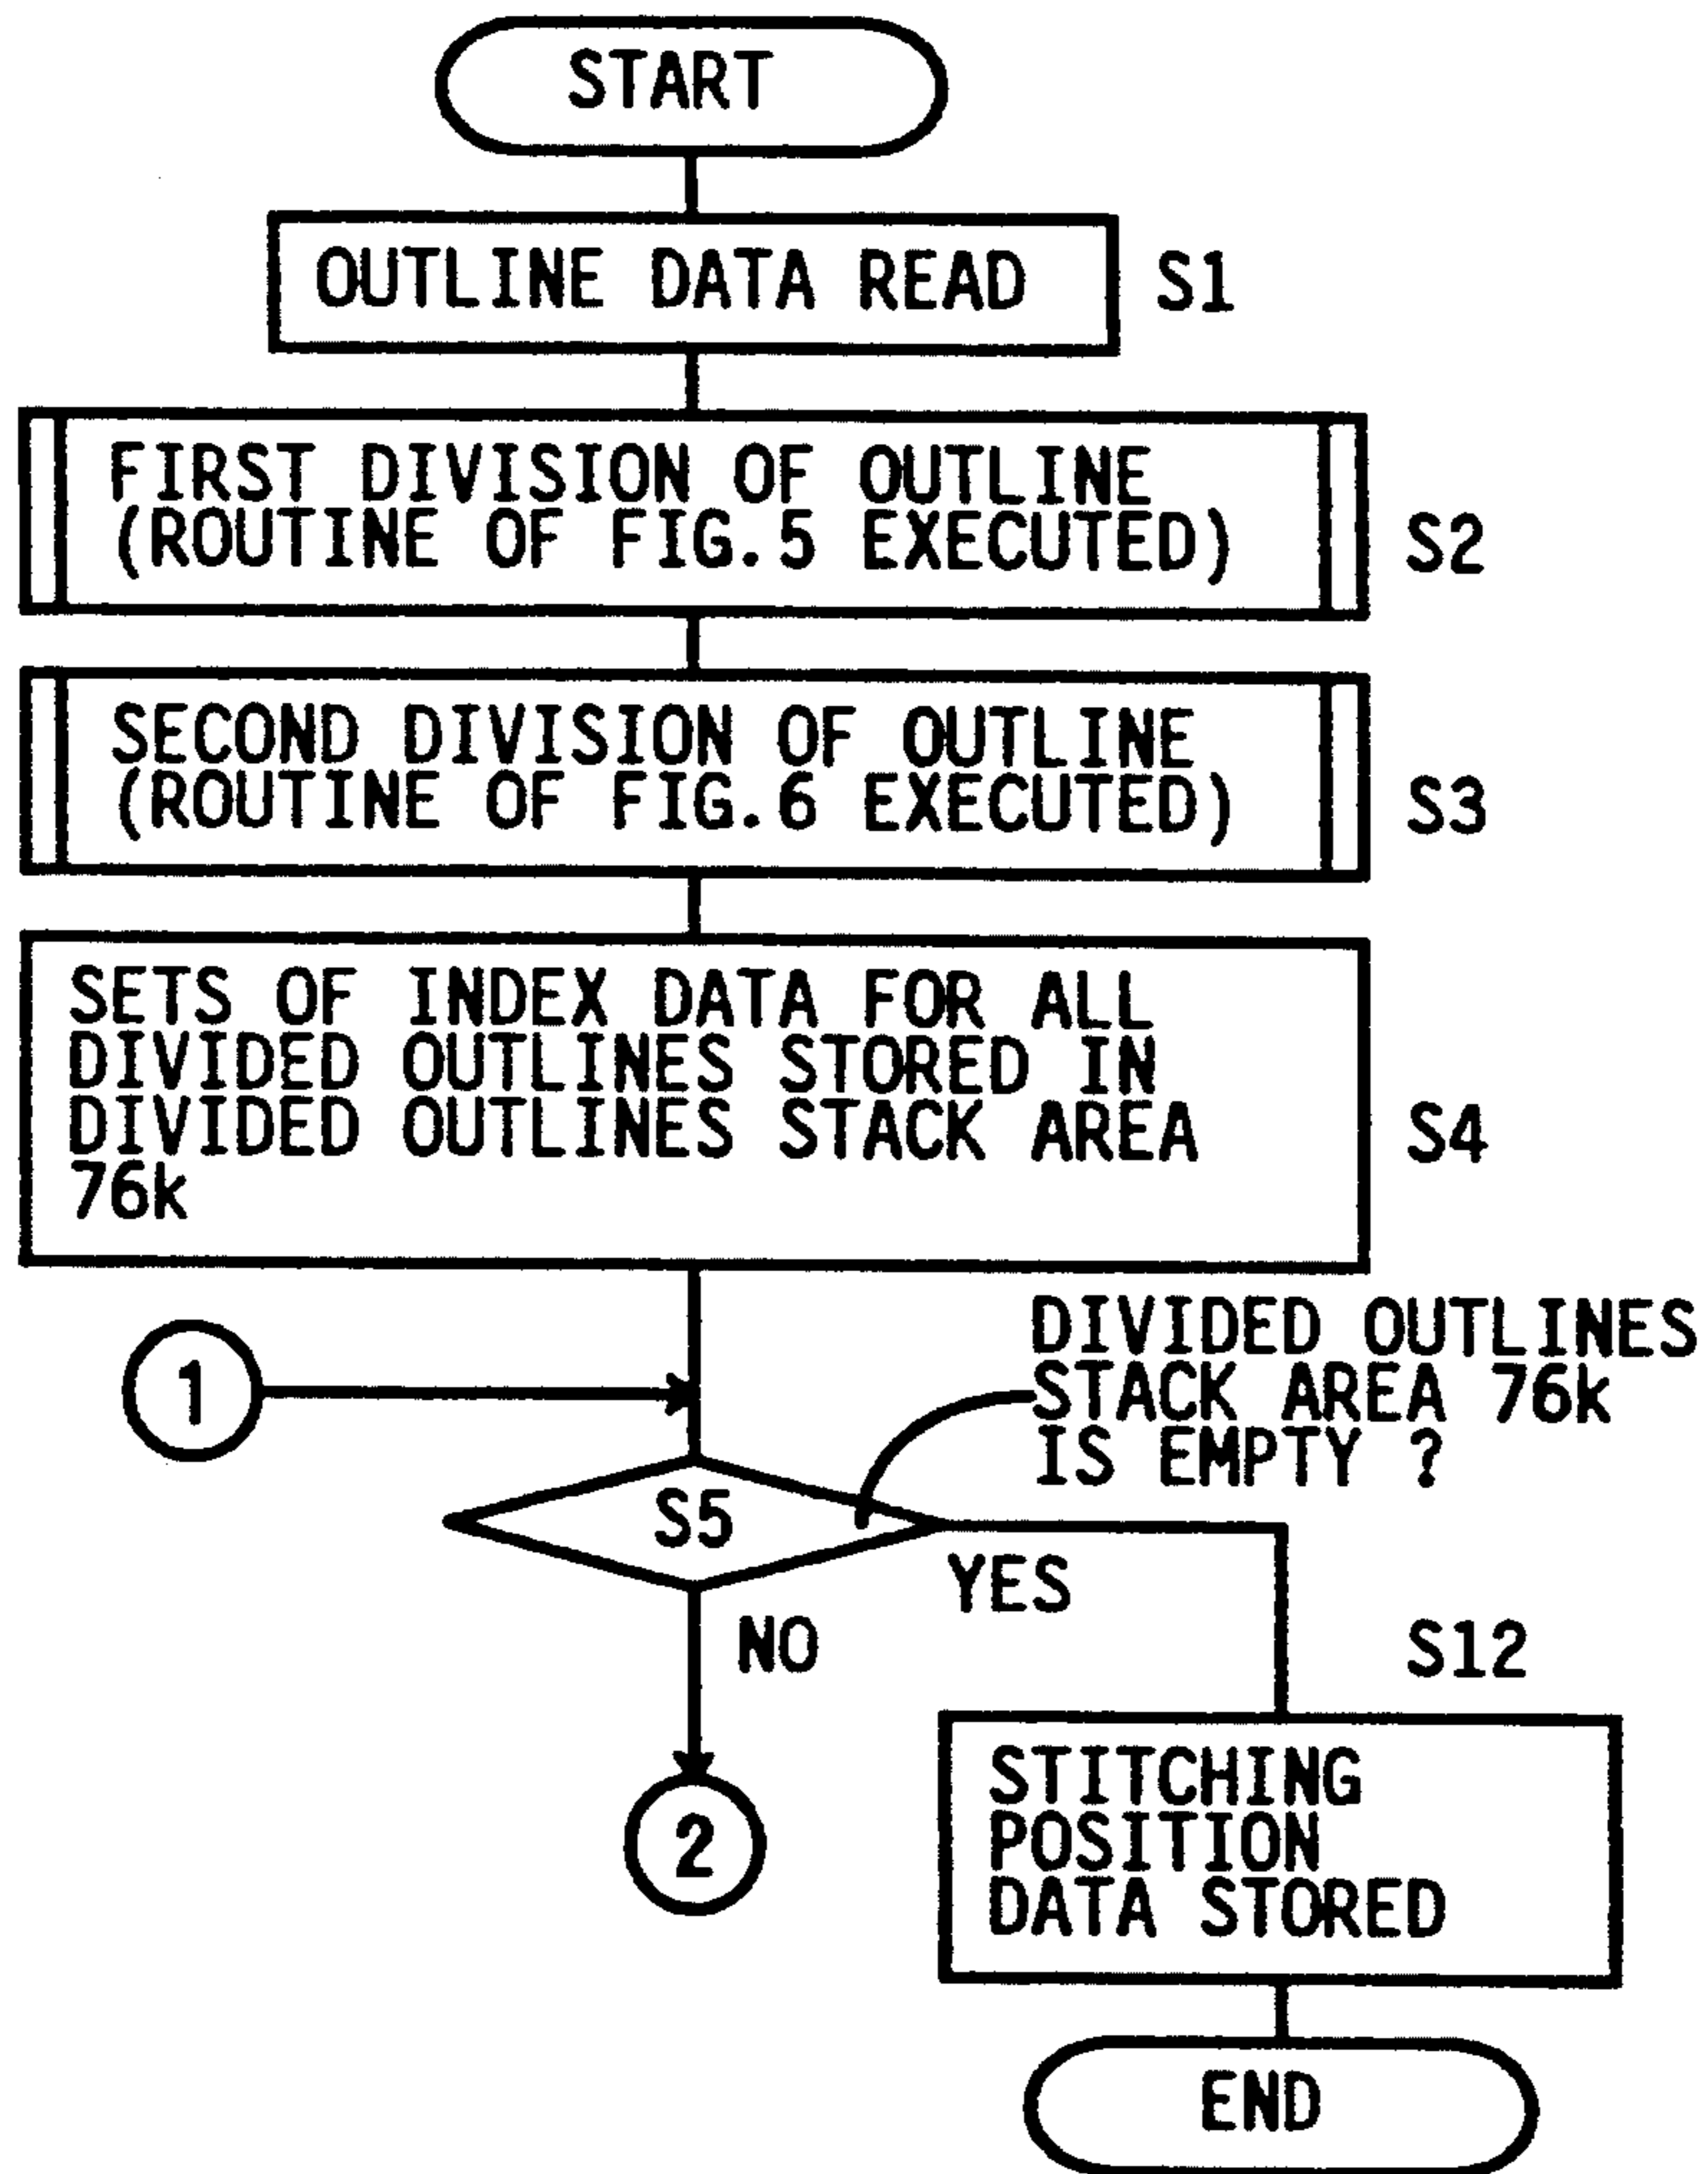 START
OUTLINE DATA READ
S1
FIRST DIVISION OF OUTLINE
(ROUTINE OF FIG.5 EXECUTED)
S2
SECOND DIVISION OF OUTLINE
(ROUTINE OF FIG.6 EXECUTED)
S3
SETS OF INDEX DATA FOR ALL
DIVIDED OUTLINES STORED IN
DIVIDED OUTLINES STACK AREA
76k
S4
1
DIVIDED OUTLINES
STACK AREA 76k
IS EMPTY ?
S5
YES
NO
S12
2
STITCHING
POSITION
DATA STORED
END